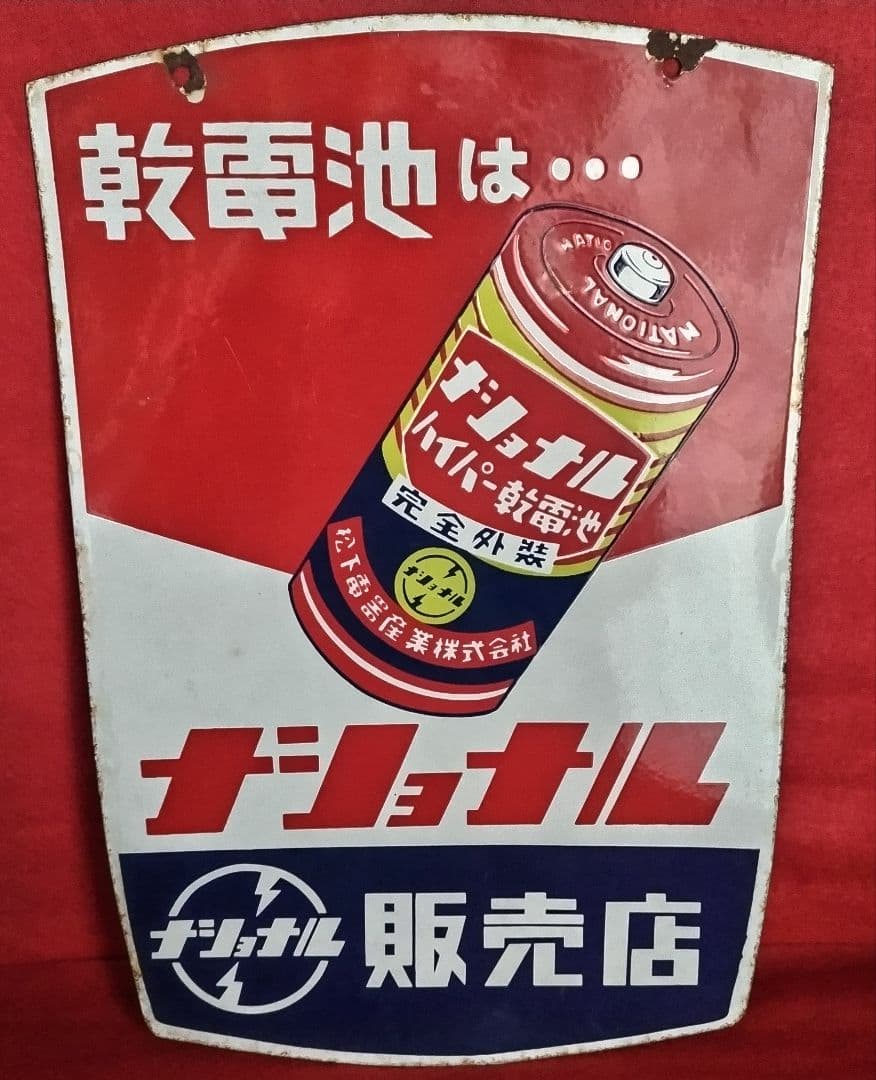 乾電池は・・・
NATIONAL
NATIO
ナショナル
ハイパー乾電池
完全外装
ナショナル
松下電器産業株式会社
ナショナル
ナショナル
販売店